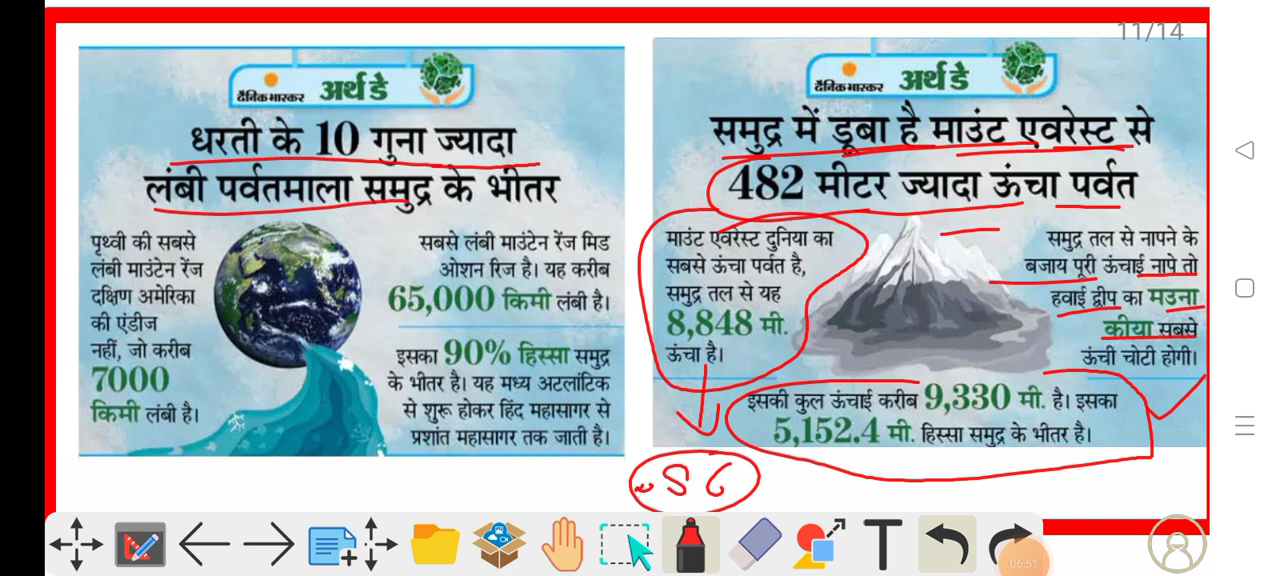 11/14
दैनिक भास्कर अर्थ डे
धरती के 10 गुना ज्यादा
लंबी पर्वतमाला समुद्र के भीतर
पृथ्वी की सबसे
लंबी माउंटेन रेंज
दक्षिण अमेरिका
की एंडीज
नहीं, जो करीब
7000
किमी लंबी है।
सबसे लंबी माउंटेन रेंज मिड
ओशन रिज है। यह करीब
65,000 किमी लंबी है।
इसका 90% हिस्सा समुद्र
के भीतर है। यह मध्य अटलांटिक
से शुरू होकर हिंद महासागर से
प्रशांत महासागर तक जाती है।
दैनिक भास्कर अर्थ डे
समुद्र में डूबा है माउंट एवरेस्ट से
482 मीटर ज्यादा ऊंचा पर्वत
माउंट एवरेस्ट दुनिया का
सबसे ऊंचा पर्वत है,
समुद्र तल से यह
8,848 मी.
ऊंचा है।
समुद्र तल से नापने के
बजाय पूरी ऊंचाई नापे तो
हवाई द्वीप का मउना
कीया सबसे
ऊंची चोटी होगी।
इसकी कुल ऊंचाई करीब 9,330 मी. है। इसका
5,152.4 मी. हिस्सा समुद्र के भीतर है।
T
06:51